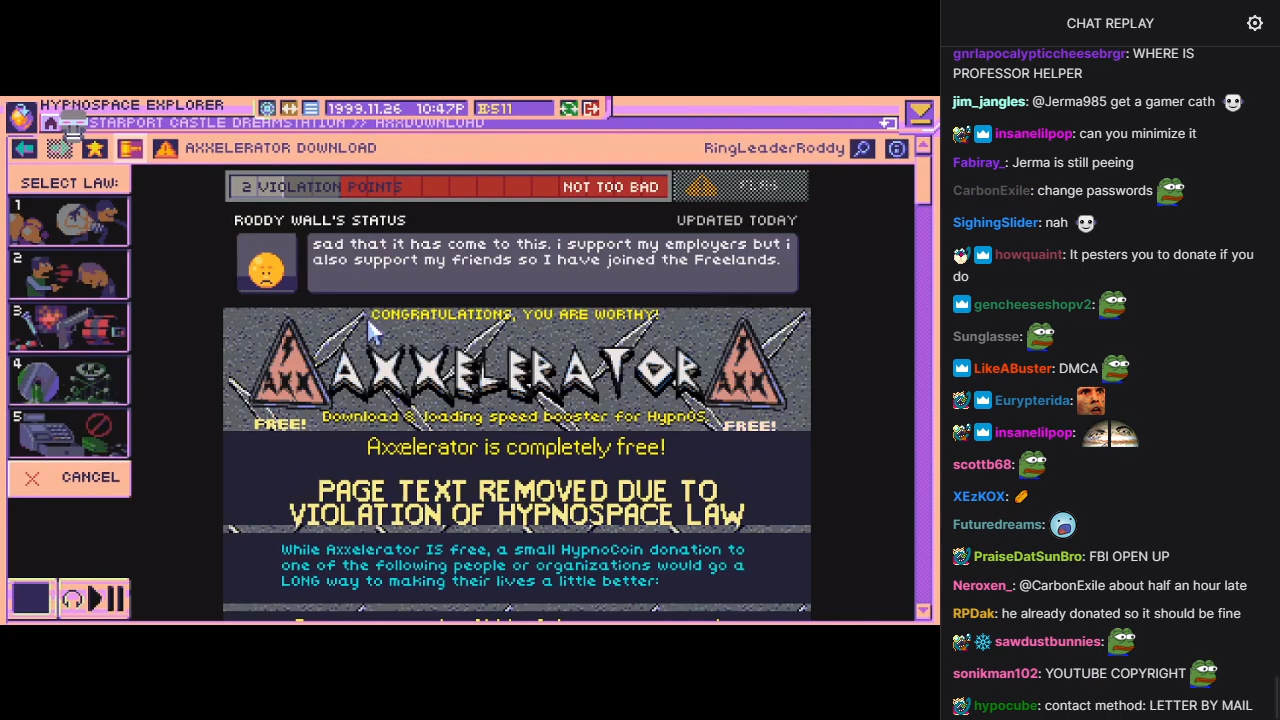 HYPNOSPACE EXPLORER
1999.11.26 10:47P
511
STARPORT CASTLE DREAMSTATION >> AXXDOWNLOAD
AXXELERATOR DOWNLOAD
RingLeaderRoddy
SELECT LAW:
1
2
3
4
5
CANCEL
2 VIOLATION POINTS
NOT TOO BAD
RODDY WALL'S STATUS
UPDATED TODAY
sad that it has come to this. i support my employers but i
also support my friends so I have joined the Freelands.
CONGRATULATIONS, YOU ARE WORTHY!
AXX
AXXELERATOR
AXX
Download & loading speed booster for HypnOS
FREE!
FREE!
Axxelerator is completely free!
PAGE TEXT REMOVED DUE TO
VIOLATION OF HYPNOSPACE LAW
While Axxelerator IS free, a small HypnoCoin donation to
one of the following people or organizations would go a
LONG way to making their lives a little better:
CHAT REPLAY
gnrlapocalypticcheesebrgr: WHERE IS
PROFESSOR HELPER
jim_jangles: @Jerma985 get a gamer cath
insanelilpop: can you minimize it
Fabiray_: Jerma is still peeing
CarbonExile: change passwords
SighingSlider: nah
howquaint: It pesters you to donate if you
do
gencheeseshopv2:
Sunglasse:
LikeABuster: DMCA
Eurypterida:
insanelilpop:
scottb68:
XEzKOX:
Futuredreams:
PraiseDatSunBro: FBI OPEN UP
Neroxen_: @CarbonExile about half an hour late
RPDak: he already donated so it should be fine
sawdustbunnies:
sonikman102: YOUTUBE COPYRIGHT
hypocube: contact method: LETTER BY MAIL